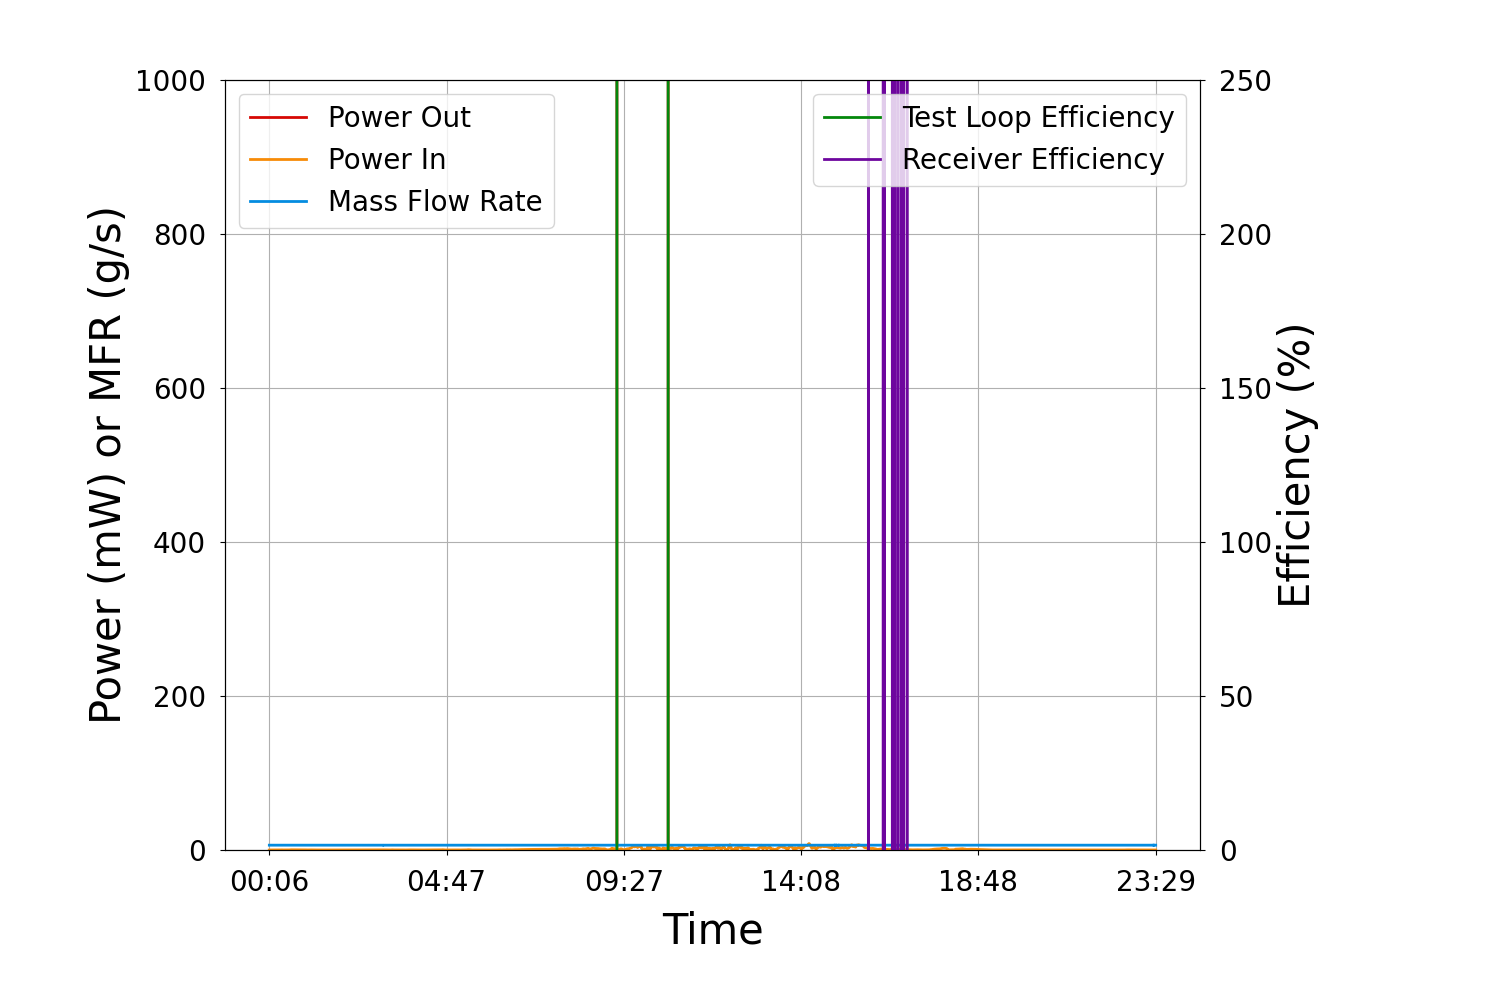 1000
800
600
400
200
0
Power (mW) or MFR (g/s)
Power Out
Power In
Mass Flow Rate
Test Loop Efficiency
Receiver Efficiency
250
200
150
100
50
0
Efficiency (%)
00:06 04:47 09:27 14:08 18:48 23:29
Time